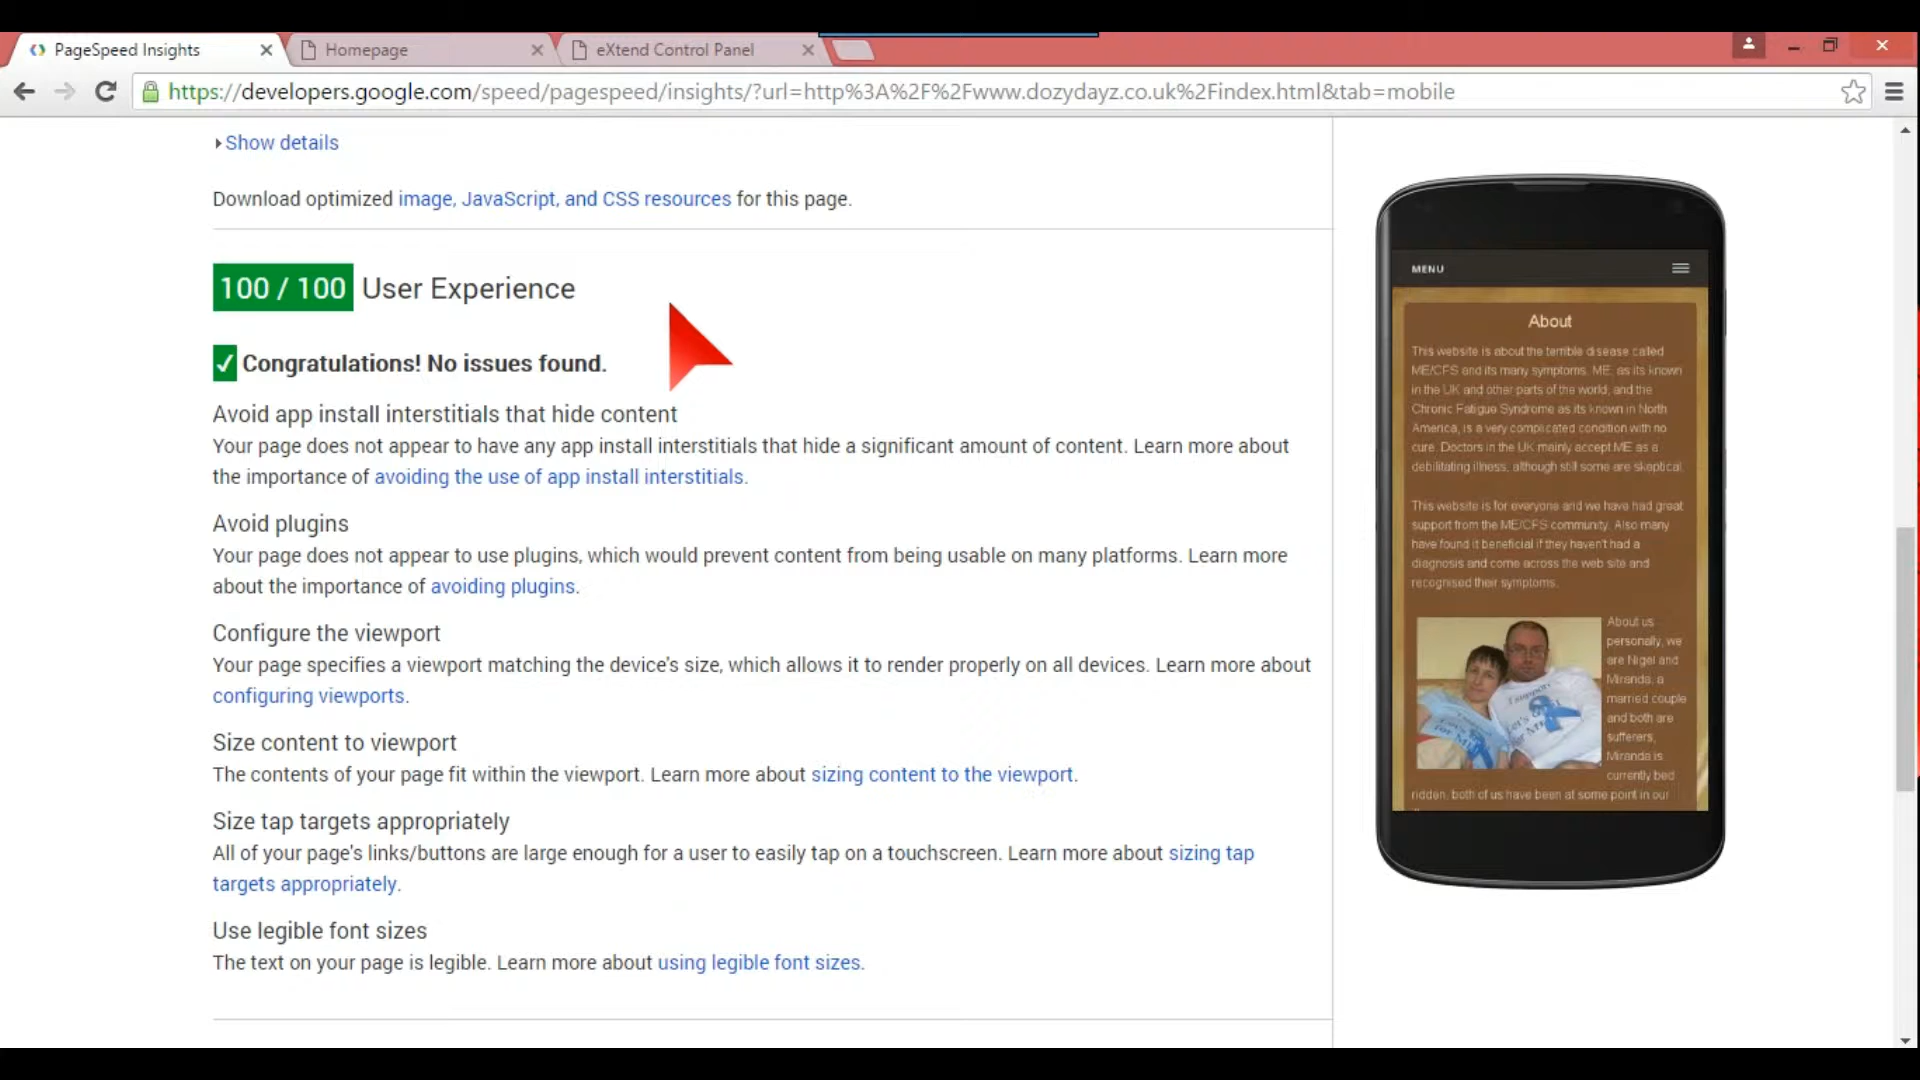 PageSpeed Insights
Homepage
eXtend Control Panel
https://developers.google.com/speed/pagespeed/insights/?url=http%3A%2F%2Fwww.dozydayz.co.uk%2Findex.html&tab=mobile
Show details
Download optimized image, JavaScript, and CSS resources for this page.
100 / 100 User Experience
Congratulations! No issues found.
Avoid app install interstitials that hide content
Your page does not appear to have any app install interstitials that hide a significant amount of content. Learn more about
the importance of avoiding the use of app install interstitials.
Avoid plugins
Your page does not appear to use plugins, which would prevent content from being usable on many platforms. Learn more
about the importance of avoiding plugins.
Configure the viewport
Your page specifies a viewport matching the device's size, which allows it to render properly on all devices. Learn more about
configuring viewports.
Size content to viewport
The contents of your page fit within the viewport. Learn more about sizing content to the viewport.
Size tap targets appropriately
All of your page's links/buttons are large enough for a user to easily tap on a touchscreen. Learn more about sizing tap
targets appropriately.
Use legible font sizes
The text on your page is legible. Learn more about using legible font sizes.
MENU
About
This website is about the terrible disease called
ME/CFS and its many symptoms. ME, as its known
in the UK and other parts of the world, and the
Chronic Fatigue Syndrome as its known in North
America, is a very complicated condition with no
cure. Doctors in the UK mainly accept ME as a
debilitating illness, although still some are skeptical.
This website is for everyone and we have had great
support from the ME/CFS community. Also many
have found it beneficial if they haven't had a
diagnosis and come across the web site and
recognised their symptoms.
About us
personally, we
are Nigel and
Miranda, a
married couple
and both are
sufferers,
Miranda is
currently bed
ridden, both of us have been at some point in our